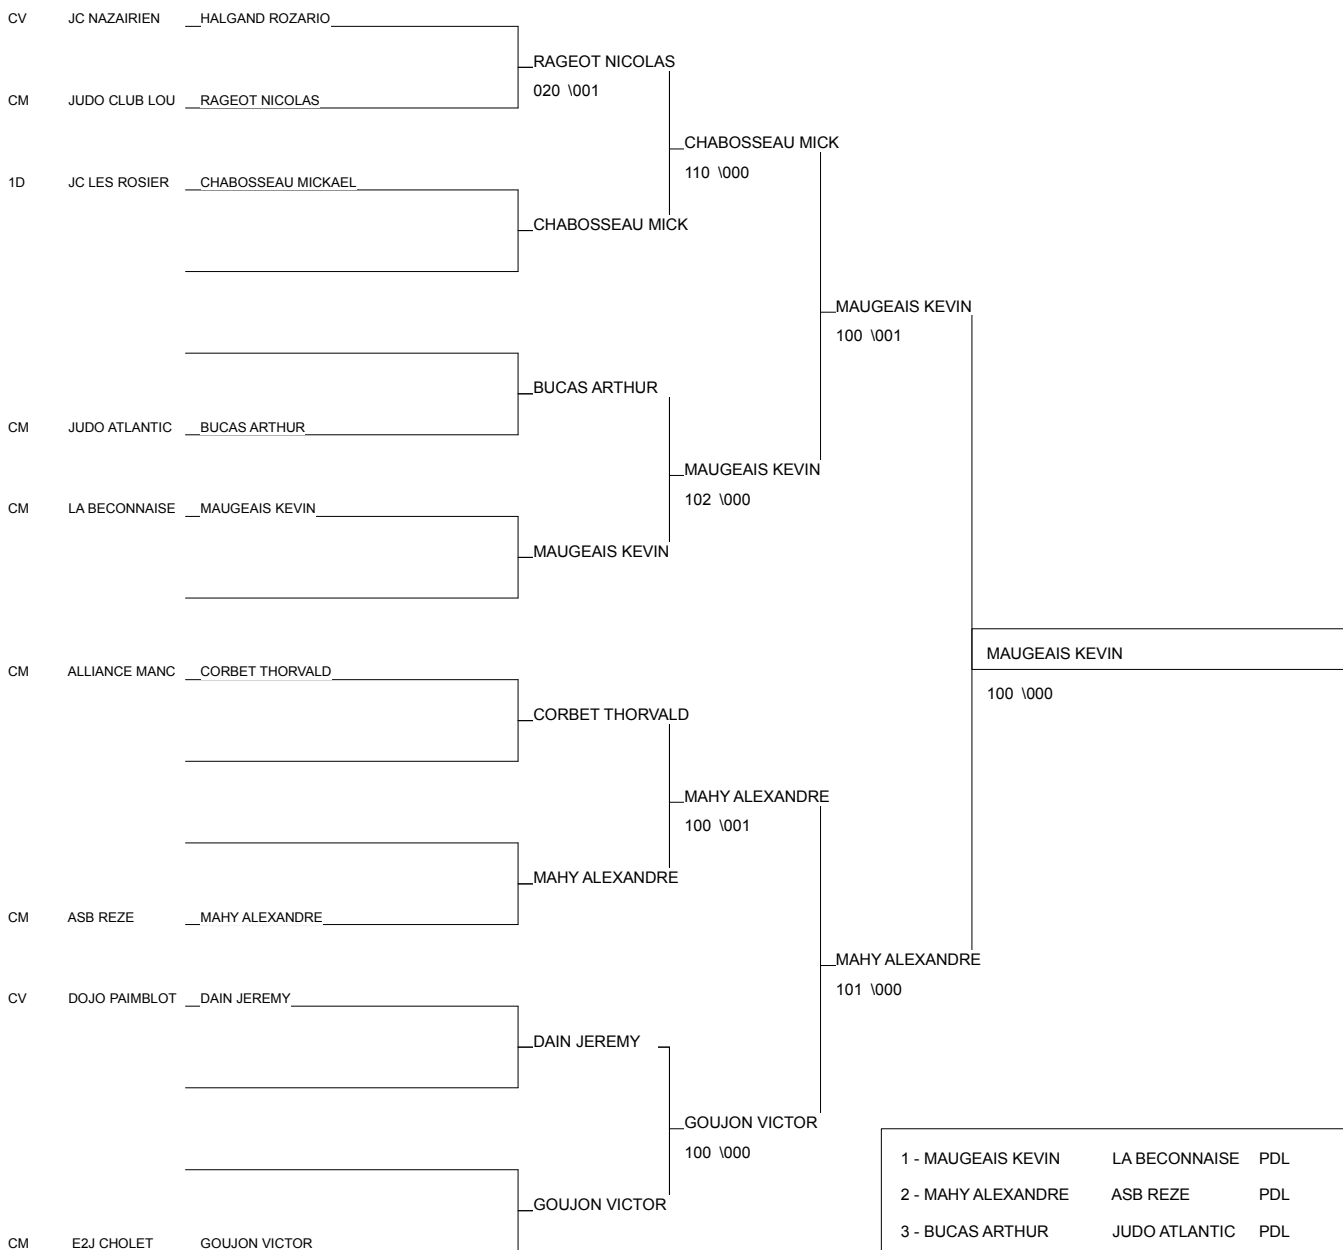 CV JC NAZAIRIEN HALGAND ROZARIO
RAGEOT NICOLAS
020 \001
CM JUDO CLUB LOU RAGEOT NICOLAS
CHABOSSEAU MICK
110 \000
1D JC LES ROSIER CHABOSSEAU MICKAEL
CHABOSSEAU MICK
MAUGEAIS KEVIN
100 \001
BUCAS ARTHUR
CM JUDO ATLANTIC BUCAS ARTHUR
MAUGEAIS KEVIN
102 \000
CM LA BECONNAISE MAUGEAIS KEVIN
MAUGEAIS KEVIN
MAUGEAIS KEVIN
100 \000
CM ALLIANCE MANC CORBET THORVALD
CORBET THORVALD
MAHY ALEXANDRE
100 \001
MAHY ALEXANDRE
CM ASB REZE MAHY ALEXANDRE
MAHY ALEXANDRE
101 \000
CV DOJO PAIMBLOT DAIN JEREMY
DAIN JEREMY
GOUJON VICTOR
100 \000
GOUJON VICTOR
CM E2J CHOLET GOUJON VICTOR
1 - MAUGEAIS KEVIN LA BECONNAISE PDL
2 - MAHY ALEXANDRE ASB REZE PDL
3 - BUCAS ARTHUR JUDO ATLANTIC PDL